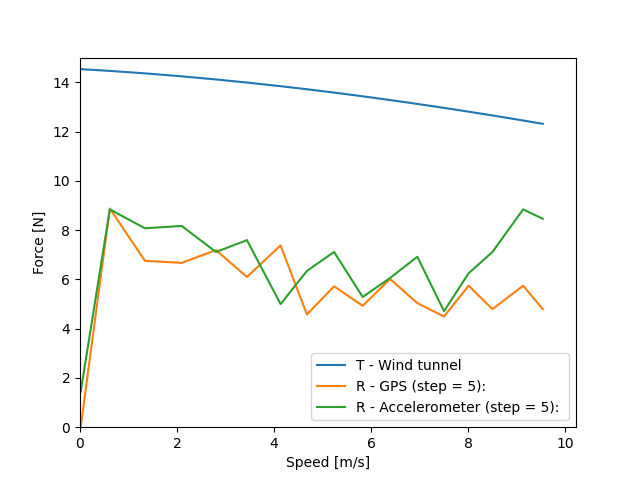 14
12
10
8
6
4
2
0
Force [N]
0 2 4 6 8 10
Speed [m/s]
T - Wind tunnel
R - GPS (step = 5):
R - Accelerometer (step = 5):